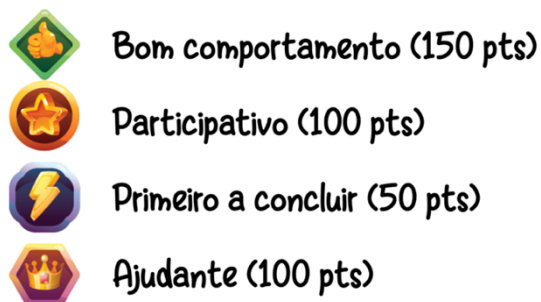 Bom comportamento (150 pts)
Participativo (100 pts)
Primeiro a concluir (50 pts)
Ajudante (100 pts)